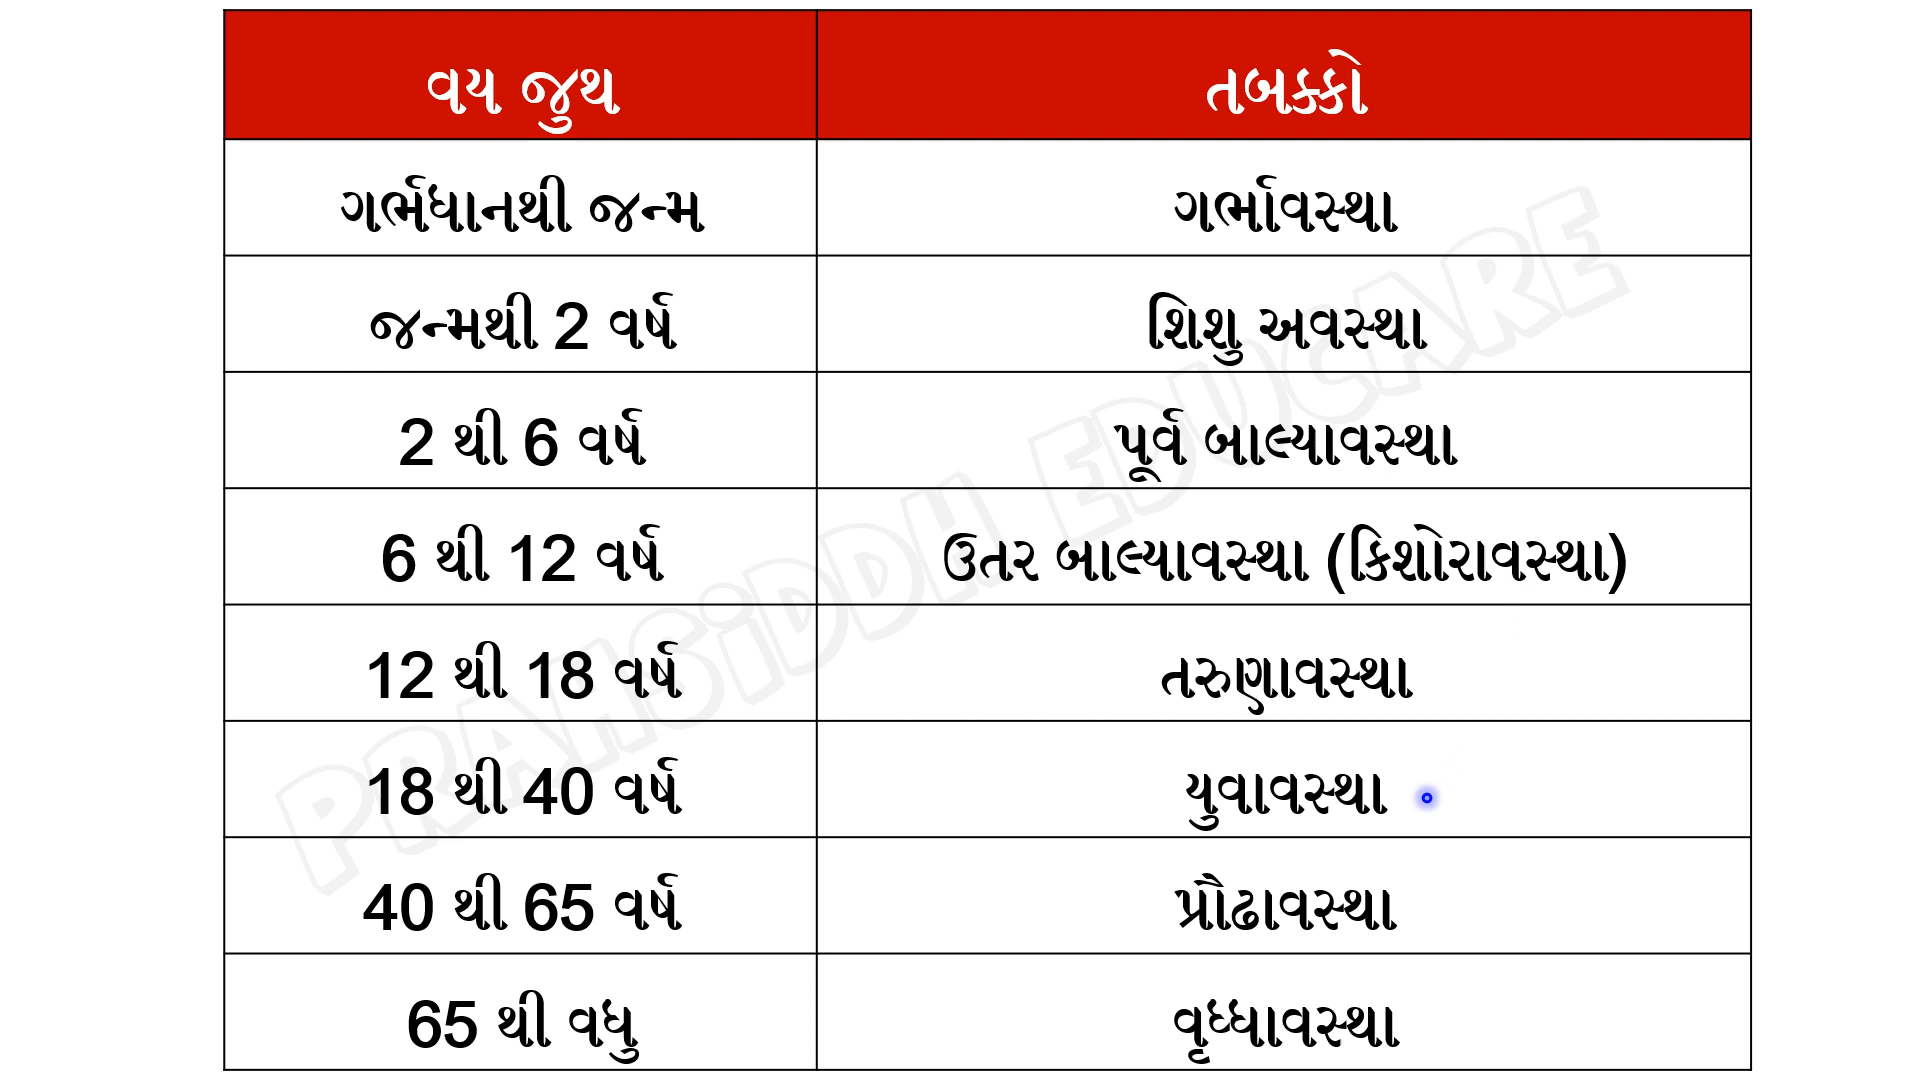 વય જુથ તબક્કો
ગર્ભધાનથી જન્મ ગર્ભાવસ્થા
જન્મથી 2 વર્ષ શિશુ અવસ્થા
2 થી 6 વર્ષ પૂર્વ બાલ્યાવસ્થા
6 થી 12 વર્ષ ઉતર બાલ્યાવસ્થા (કિશોરાવસ્થા)
12 થી 18 વર્ષ તરુણાવસ્થા
18 થી 40 વર્ષ યુવાવસ્થા
40 થી 65 વર્ષ પ્રૌઢાવસ્થા
65 થી વધુ વૃધ્ધાવસ્થા
PRAHSiDDH EDUCARE